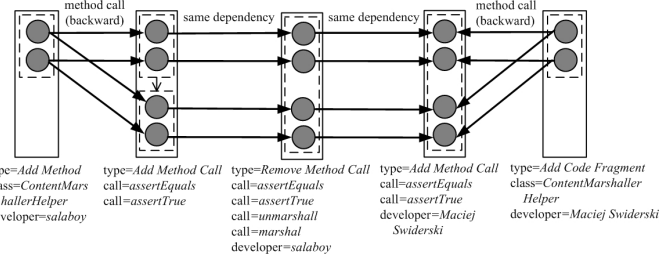 method call
(backward)
same dependency
same dependency
method call
(backward)
ype=Add Method
lass=ContentMars
hallerHelper
eveloper=salaboy
type=Add Method Call
call=assertEquals
call=assertTrue
type=Remove Method Call
call=assertEquals
call=assertTrue
call=unmarshall
call=marshal
developer=salaboy
type=Add Method Call
call=assertEquals
call=assertTrue
developer=Maciej
Swiderski
type=Add Code Fragment
class=ContentMarshaller
Helper
developer=Maciej Swiderski